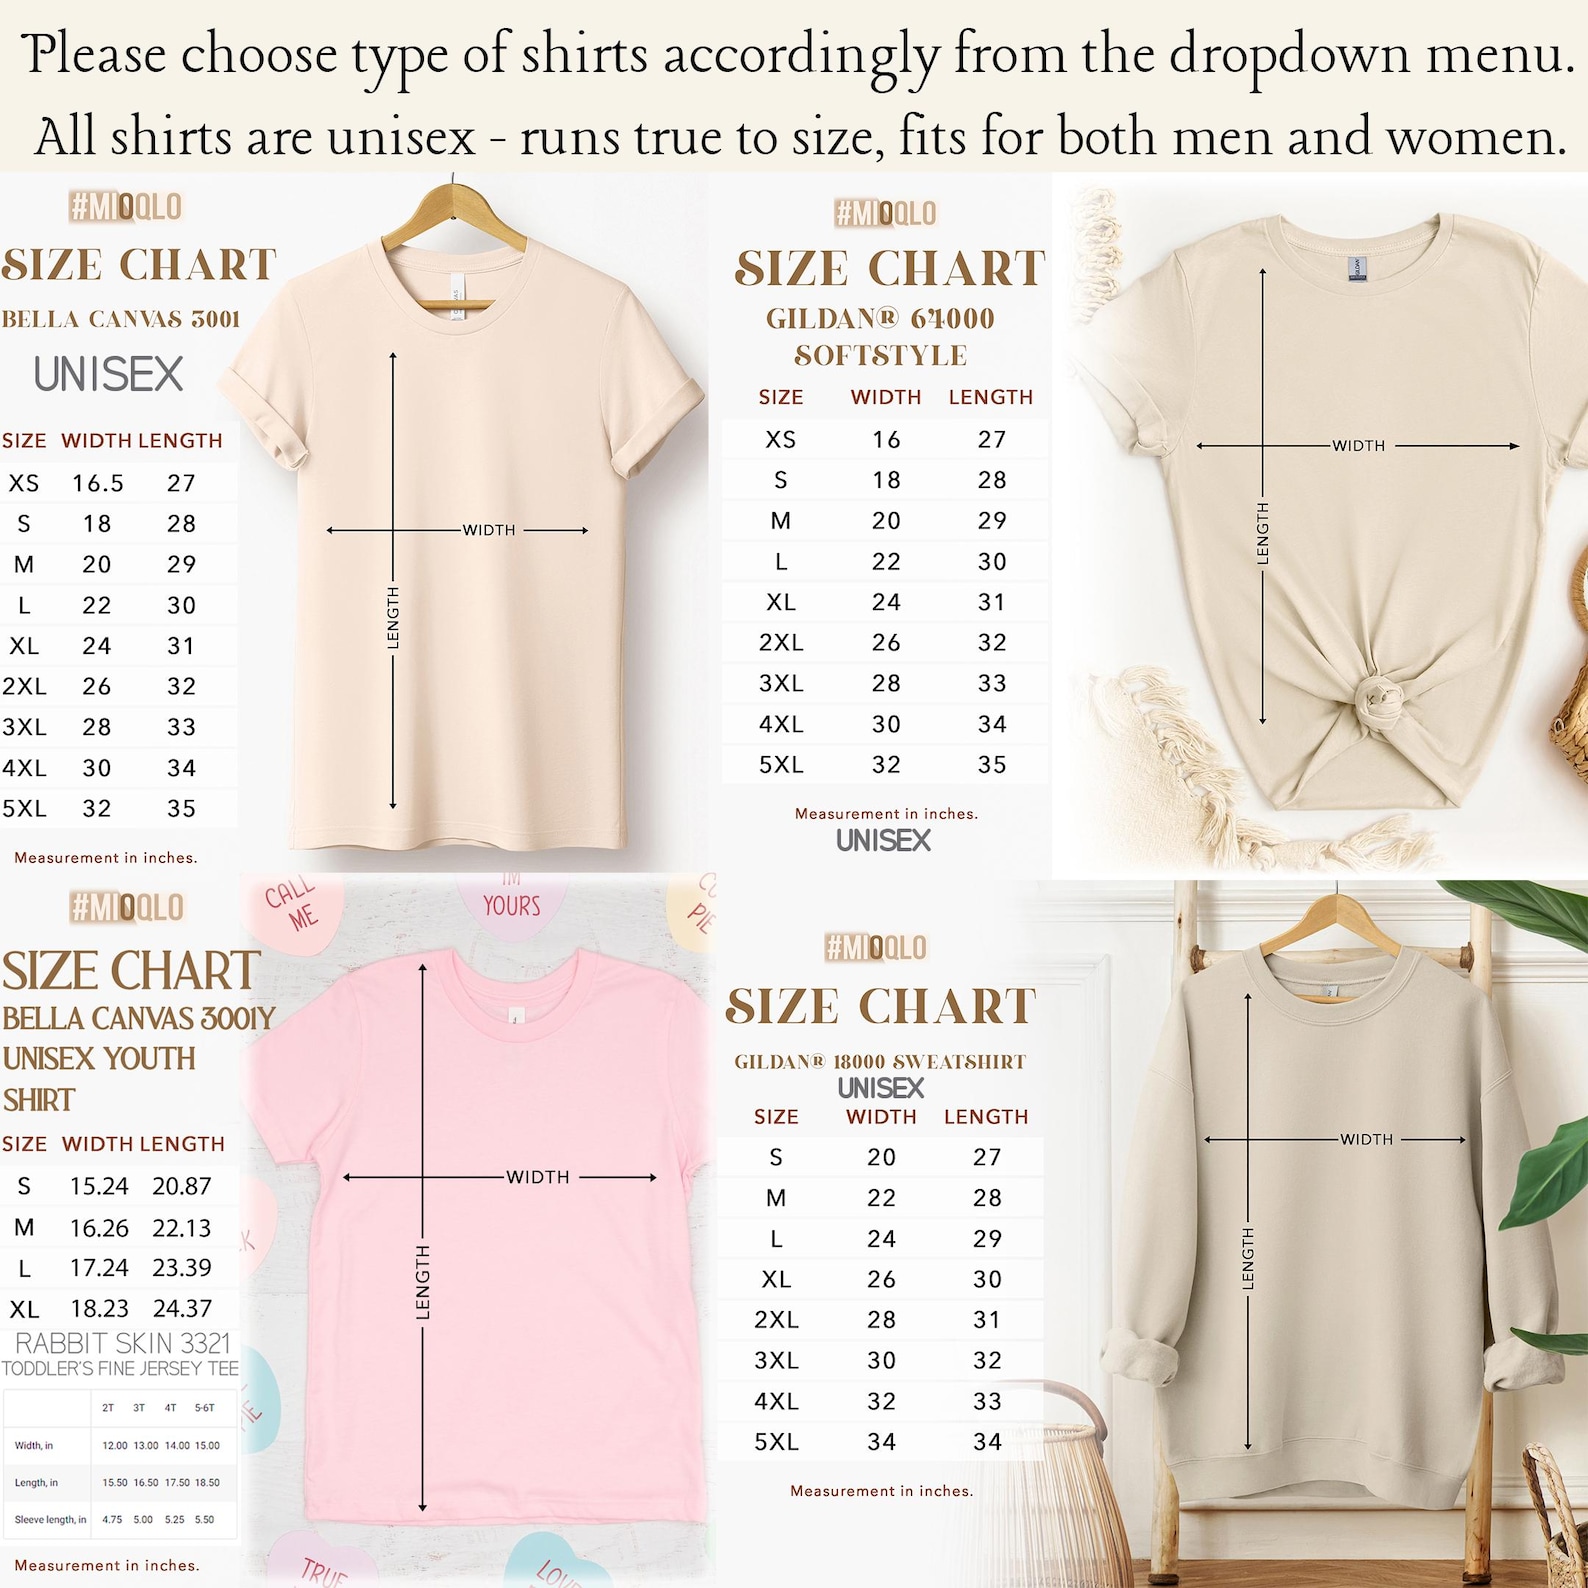 Please choose type of shirts accordingly from the dropdown menu.
All shirts are unisex - runs true to size, fits for both men and women.
#MIOQLO
SIZE CHART
BELLA CANVAS 3001
UNISEX
SIZE WIDTH LENGTH
XS 16.5 27
S 18 28
M 20 29
L 22 30
XL 24 31
2XL 26 32
3XL 28 33
4XL 30 34
5XL 32 35
Measurement in inches.
WIDTH
LENGTH
#MIOQLO
SIZE CHART
GILDAN® 64000
SOFTSTYLE
SIZE WIDTH LENGTH
XS 16 27
S 18 28
M 20 29
L 22 30
XL 24 31
2XL 26 32
3XL 28 33
4XL 30 34
5XL 32 35
Measurement in inches.
UNISEX
GILDAN
WIDTH
LENGTH
#MIOQLO
SIZE CHART
BELLA CANVAS 3001Y
UNISEX YOUTH
SHIRT
SIZE WIDTH LENGTH
S 15.24 20.87
M 16.26 22.13
L 17.24 23.39
XL 18.23 24.37
RABBIT SKIN 3321
TODDLER'S FINE JERSEY TEE
2T 3T 4T 5-6T
Width, in 12.00 13.00 14.00 15.00
Length, in 15.50 16.50 17.50 18.50
Sleeve length, in 4.75 5.00 5.25 5.50
Measurement in inches.
CALL
ME
I'M
YOURS
PIE
WIDTH
LENGTH
TRUE
LOVE
#MIOQLO
SIZE CHART
GILDAN® 18000 SWEATSHIRT
UNISEX
SIZE WIDTH LENGTH
S 20 27
M 22 28
L 24 29
XL 26 30
2XL 28 31
3XL 30 32
4XL 32 33
5XL 34 34
Measurement in inches.
WIDTH
LENGTH